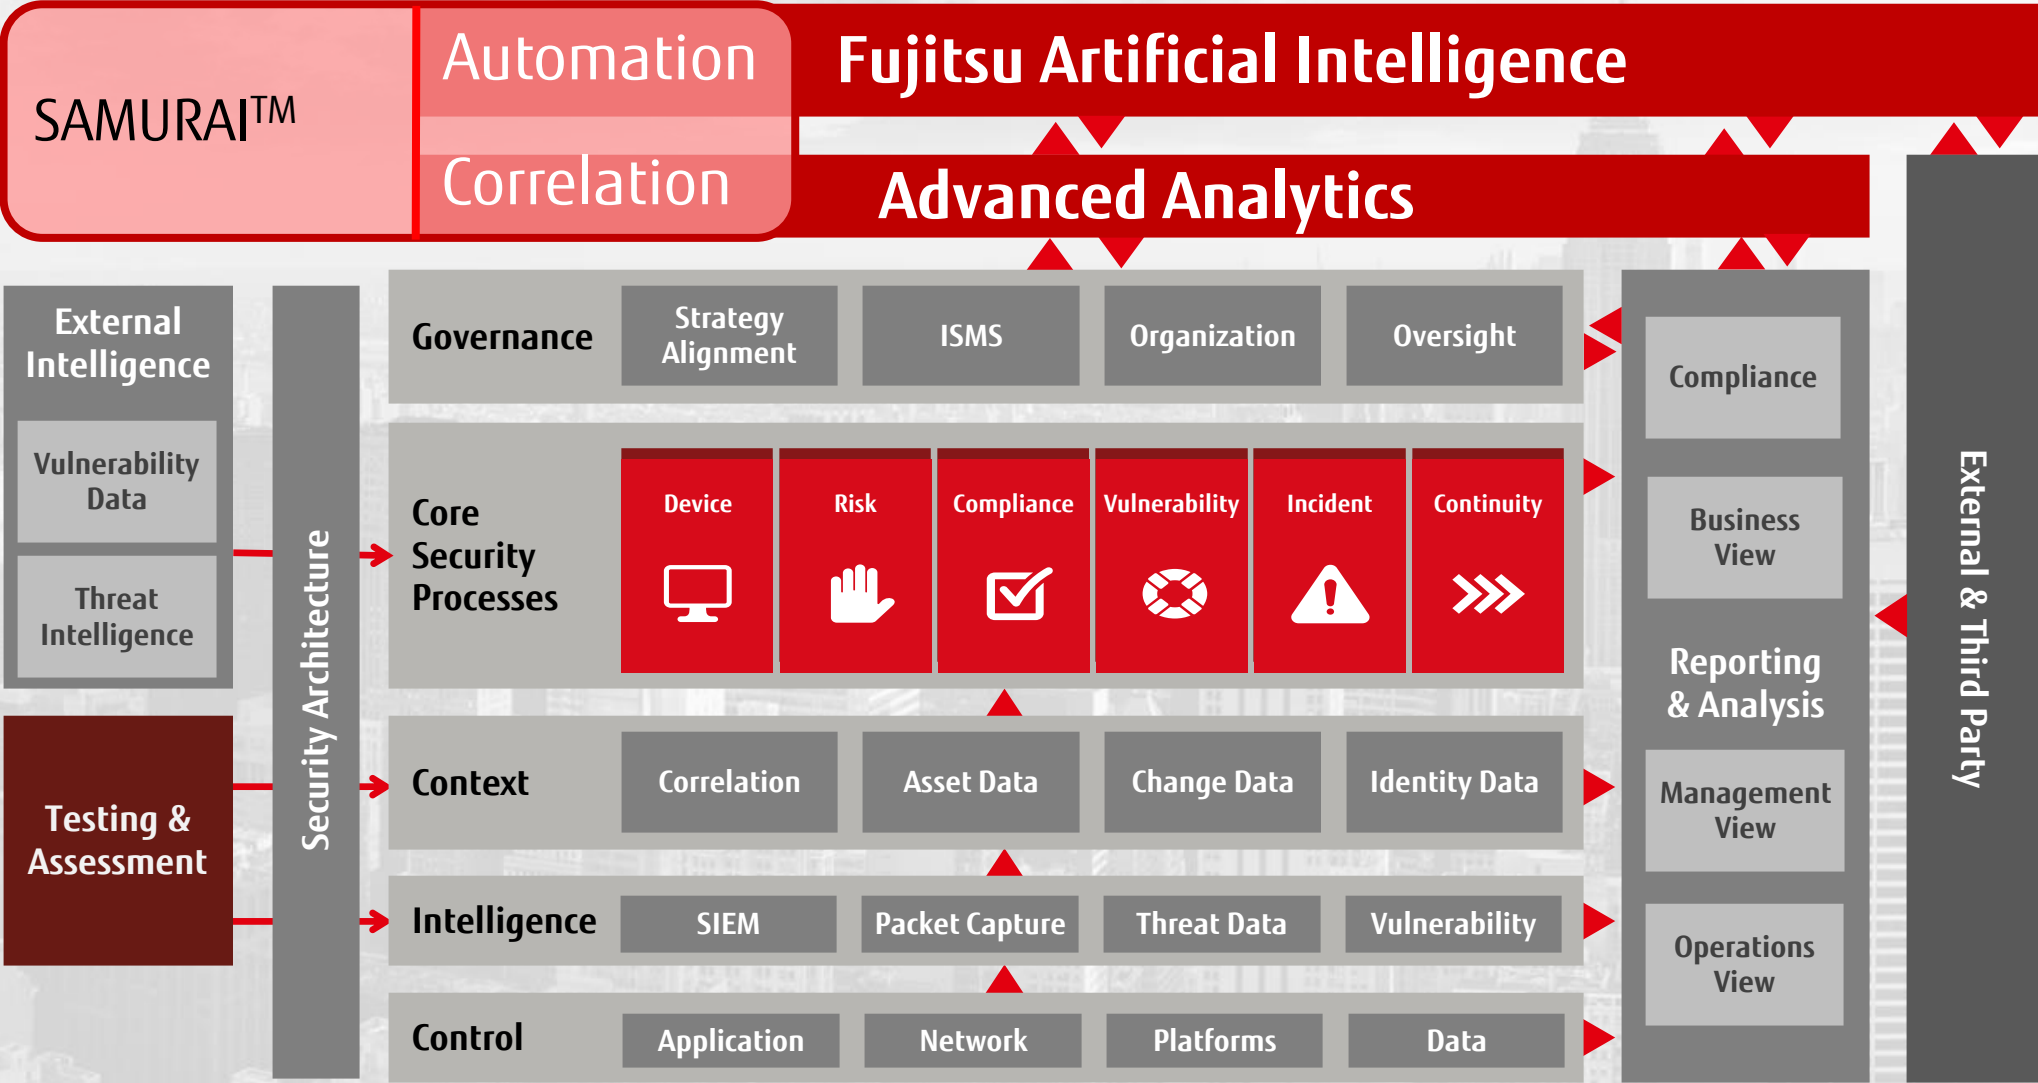 SAMURAI™
Automation
Correlation
Fujitsu Artificial Intelligence
Advanced Analytics
External
Intelligence
Vulnerability
Data
Threat
Intelligence
Testing &
Assessment
Security Architecture
Governance
Strategy
Alignment
ISMS
Organization
Oversight
Core
Security
Processes
Device
Risk
Compliance
Vulnerability
Incident
Continuity
Context
Correlation
Asset Data
Change Data
Identity Data
Intelligence
SIEM
Packet Capture
Threat Data
Vulnerability
Control
Application
Network
Platforms
Data
Compliance
Business
View
Reporting
& Analysis
Management
View
Operations
View
External & Third Party